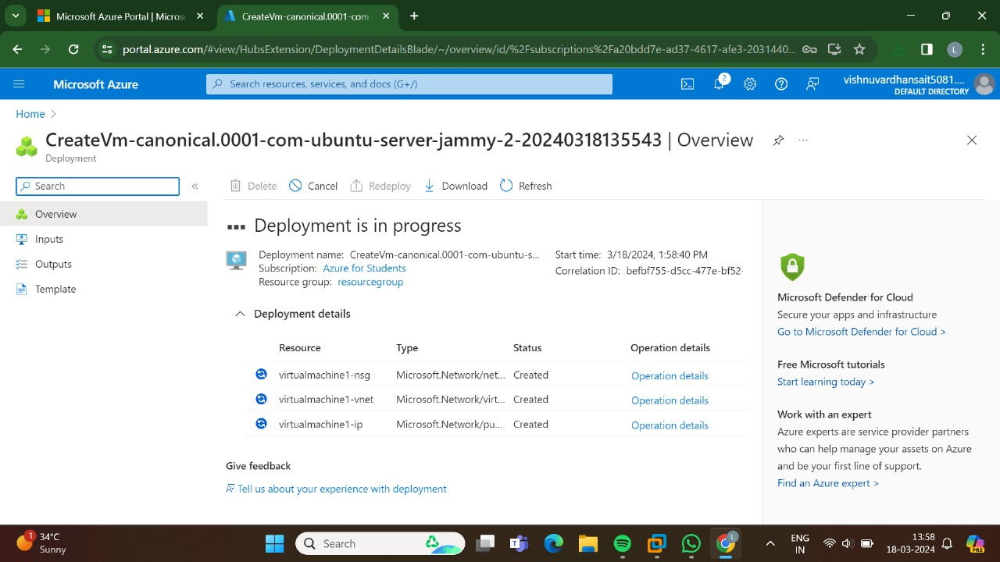 Microsoft Azure Portal | Micros
CreateVm-canonical.0001-com-
portal.azure.com/#view/HubsExtension/DeploymentDetailsBlade/~/overview/id/%2Fsubscriptions%2Fa20bdd7e-ad37-4617-afe3-2031440...
L
Microsoft Azure
Search resources, services, and docs (G+/)
2
vishnuvardhansait5081....
DEFAULT DIRECTORY
Home
CreateVm-canonical.0001-com-ubuntu-server-jammy-2-20240318135543 | Overview
Deployment
Search
Delete
Cancel
Redeploy
Download
Refresh
Overview
Inputs
Outputs
Template
Deployment is in progress
Deployment name: CreateVm-canonical.0001-com-ubuntu-s...
Subscription: Azure for Students
Resource group: resourcegroup
Start time: 3/18/2024, 1:58:40 PM
Correlation ID: befbf755-d5cc-477e-bf52-
Deployment details
Resource Type Status Operation details
virtualmachine1-nsg Microsoft.Network/net... Created Operation details
virtualmachine1-vnet Microsoft.Network/virt... Created Operation details
virtualmachine1-ip Microsoft.Network/pu... Created Operation details
Give feedback
Tell us about your experience with deployment
Microsoft Defender for Cloud
Secure your apps and infrastructure
Go to Microsoft Defender for Cloud >
Free Microsoft tutorials
Start learning today >
Work with an expert
Azure experts are service provider partners
who can help manage your assets on Azure
and be your first line of support.
Find an Azure expert >
1
34°C
Sunny
Search
L
ENG
IN
13:58
18-03-2024
PRE